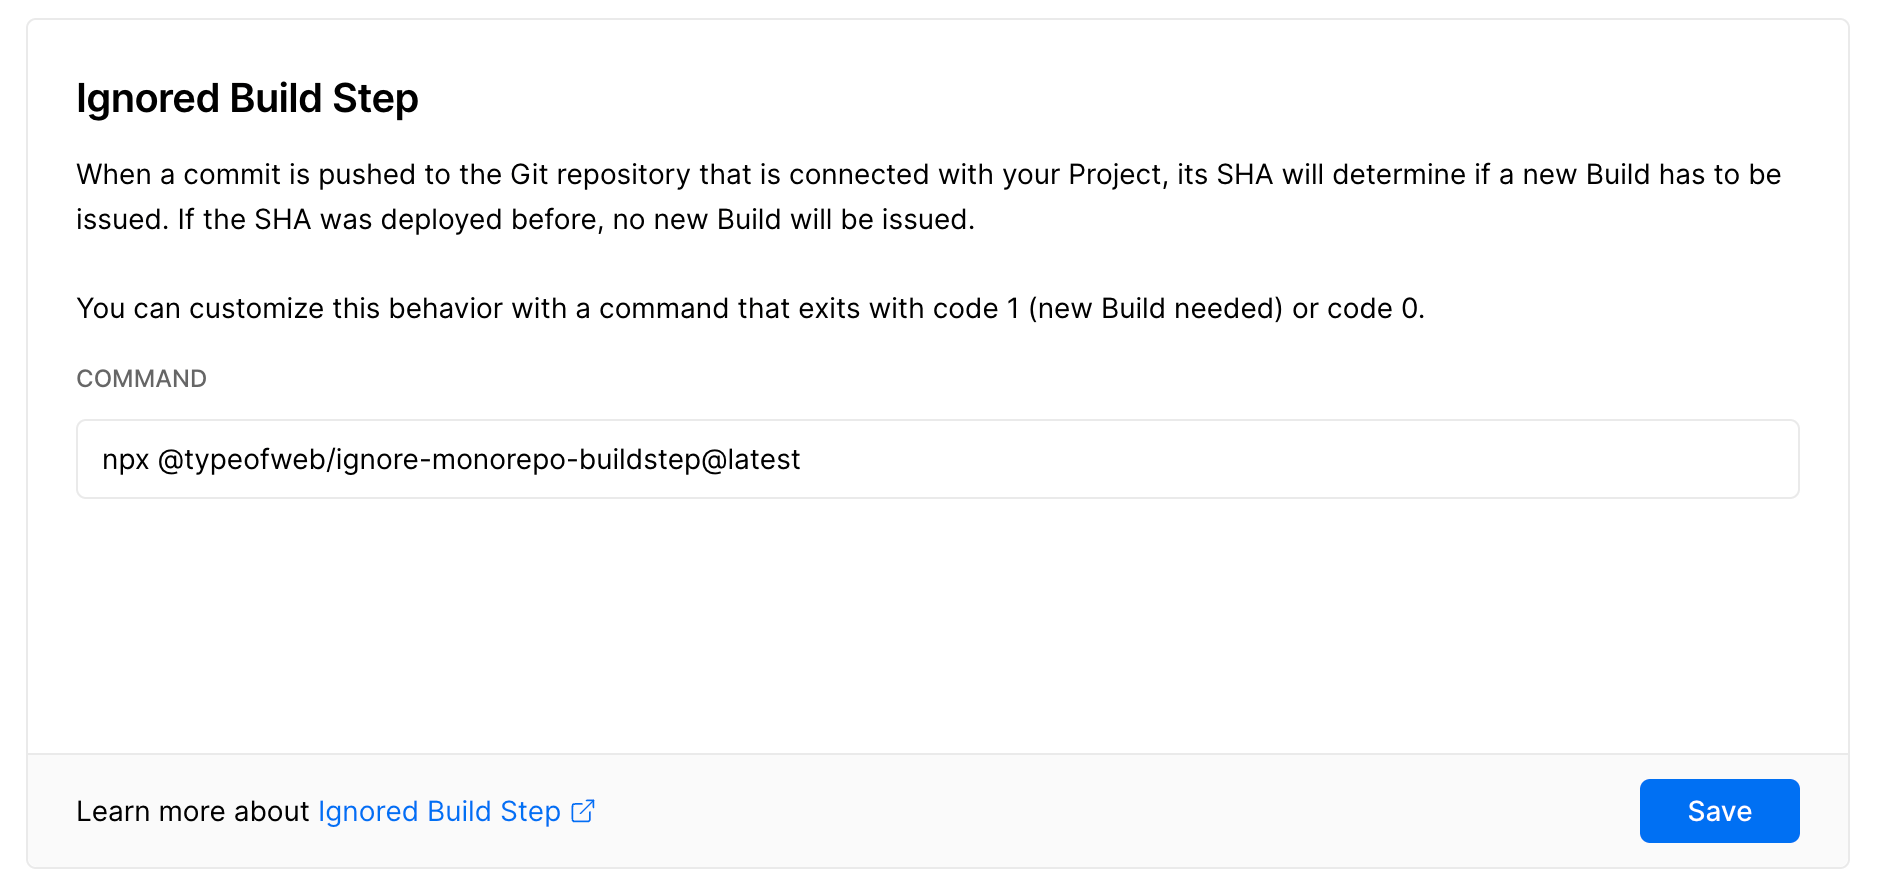 Ignored Build Step
When a commit is pushed to the Git repository that is connected with your Project, its SHA will determine if a new Build has to be
issued. If the SHA was deployed before, no new Build will be issued.
You can customize this behavior with a command that exits with code 1 (new Build needed) or code 0.
COMMAND
npx @typeofweb/ignore-monorepo-buildstep@latest
Learn more about Ignored Build Step
Save